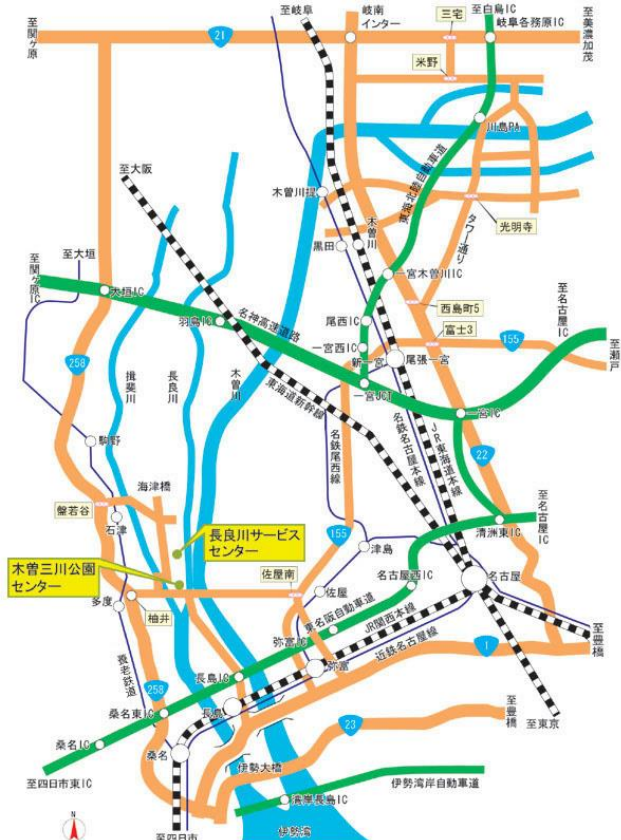 至岐阜
岐南
インター
三宅
至白鳥IC
岐阜各務原IC
至関ヶ原
21
至美濃加茂
米野
川島PA
至大阪
東海北陸自動車道
木曽川堤
木曽川
タワー通り
光明寺
黒田
至大垣
至関ヶ原IC
一宮木曽川IC
大垣IC
羽島IC
名神高速道路
尾西IC
西島町5
至名古屋IC
富士3
155
一宮西IC
新一宮
尾張一宮
至瀬戸
258
揖斐川
長良川
木曽川
東海道新幹線
一宮JCT
一宮IC
名鉄尾西線
名鉄名古屋本線
JR東海道本線
22
駒野
海津橋
盤若谷
石津
長良川サービス
センター
155
津島
清洲東IC
至名古屋IC
木曽三川公園
センター
佐屋南
佐屋
名古屋西IC
名古屋
多度
柚井
東名阪自動車道
JR関西本線
近鉄名古屋線
弥富IC
弥富
1
至豊橋
養老鉄道
長島IC
258
長島
桑名東IC
桑名IC
桑名
23
至豊橋
至東京
至四日市東IC
伊勢大橋
伊勢湾岸自動車道
湾岸長島IC
N
至四日市
伊勢湾